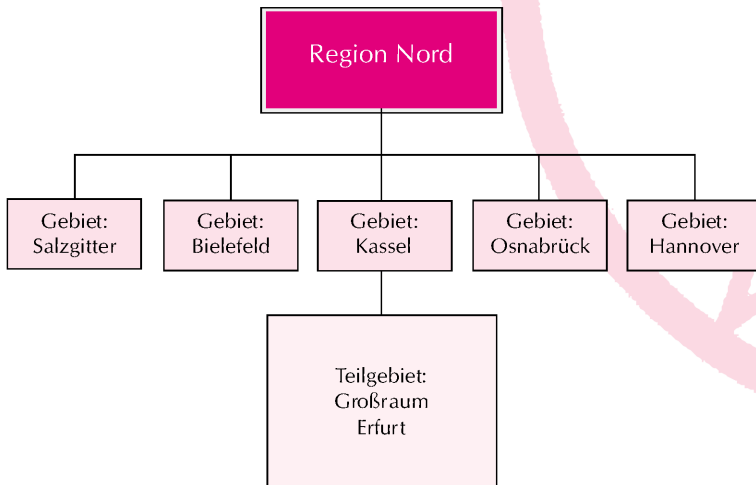 Region Nord
Gebiet:
Salzgitter
Gebiet:
Bielefeld
Gebiet:
Kassel
Gebiet:
Osnabrück
Gebiet:
Hannover
Teilgebiet:
Großraum
Erfurt